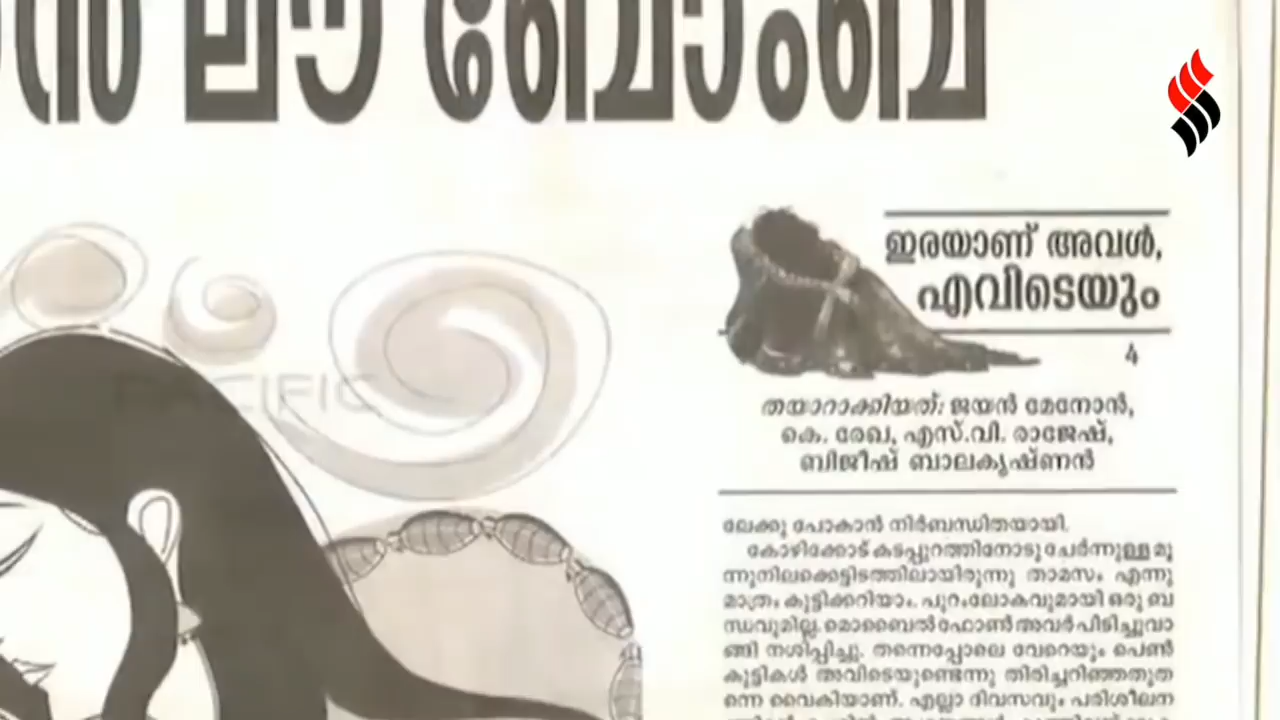 ൻ ലൗ ബോംബ്
PACIFIC
ഇരയാണ് അവൾ,
എവിടെയും
4
തയാറാക്കിയത്: ജയൻ മേനോൻ,
കെ. രേഖ, എസ്.വി. രാജേഷ്,
ബിജീഷ് ബാലകൃഷ്ണൻ
ലേക്കു പോകാൻ നിർബന്ധിതയായി.
കോഴിക്കോട് കടപ്പുറത്തിനോടു ചേർന്നുള്ള മൂ
ന്നുനിലക്കെട്ടിടത്തിലായിരുന്നു താമസം എന്നു
മാത്രം കുട്ടിക്കറിയാം. പുറംലോകവുമായി ഒരു ബ
ന്ധവുമില്ല. മൊബൈൽ ഫോൺ അവർ പിടിച്ചുവാ
ങ്ങി നശിപ്പിച്ചു. തന്നെപ്പോലെ വേറെയും പെൺ
കുട്ടികൾ അവിടെയുണ്ടെന്നു തിരിച്ചറിഞ്ഞതുത
ന്നെ വൈകിയാണ്. എല്ലാ ദിവസവും പരിശീലന